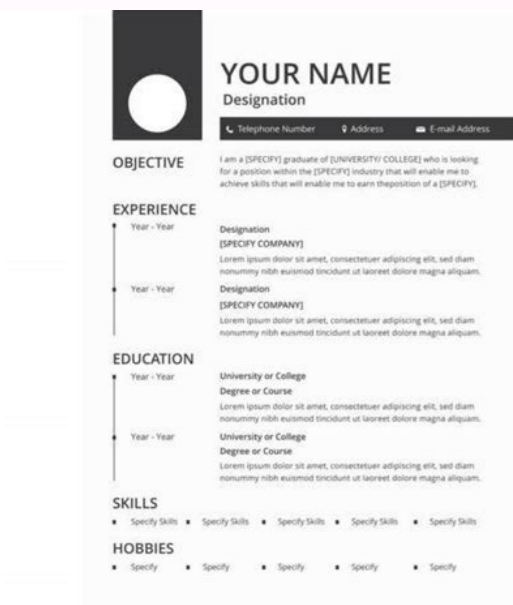 YOUR NAME
Designation
Telephone Number Address E-mail Address
OBJECTIVE
I am a [SPECIFY] graduate of [UNIVERSITY/ COLLEGE] who is looking
for a position within the [SPECIFY] industry that will enable me to
achieve skills that will enable me to earn theposition of a [SPECIFY].
EXPERIENCE
Year - Year
Designation
[SPECIFY COMPANY]
Lorem ipsum dolor sit amet, consectetuer adipiscing elit, sed diam
nonummy nibh euismod tincidunt ut laoreet dolore magna aliquam.
Year - Year
Designation
[SPECIFY COMPANY]
Lorem ipsum dolor sit amet, consectetuer adipiscing elit, sed diam
nonummy nibh euismod tincidunt ut laoreet dolore magna aliquam.
EDUCATION
Year - Year
University or College
Degree or Course
Lorem ipsum dolor sit amet, consectetuer adipiscing elit, sed diam
nonummy nibh euismod tincidunt ut laoreet dolore magna aliquam.
Year - Year
University or College
Degree or Course
Lorem ipsum dolor sit amet, consectetuer adipiscing elit, sed diam
nonummy nibh euismod tincidunt ut laoreet dolore magna aliquam.
SKILLS
Specify Skills Specify Skills Specify Skills Specify Skills Specify Skills
HOBBIES
Specify Specify Specify Specify Specify